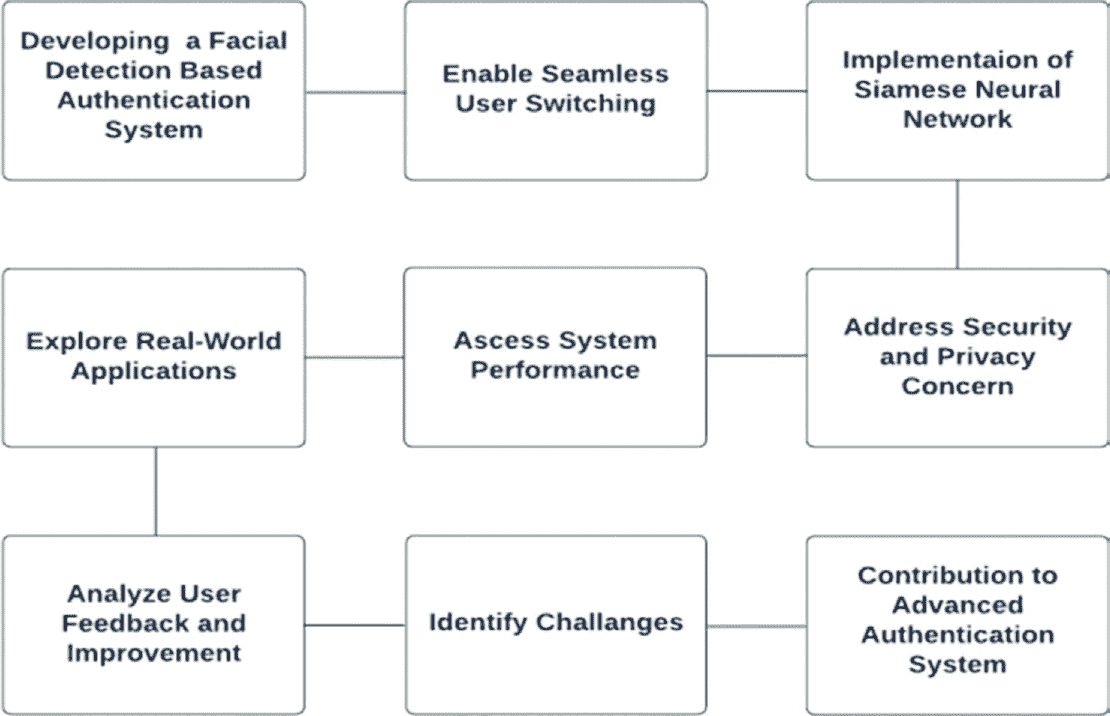 Developing a Facial
Detection Based
Authentication
System
Enable Seamless
User Switching
Implementaion of
Siamese Neural
Network
Explore Real-World
Applications
Ascess System
Performance
Address Security
and Privacy
Concern
Analyze User
Feedback and
Improvement
Identify Challanges
Contribution to
Advanced
Authentication
System